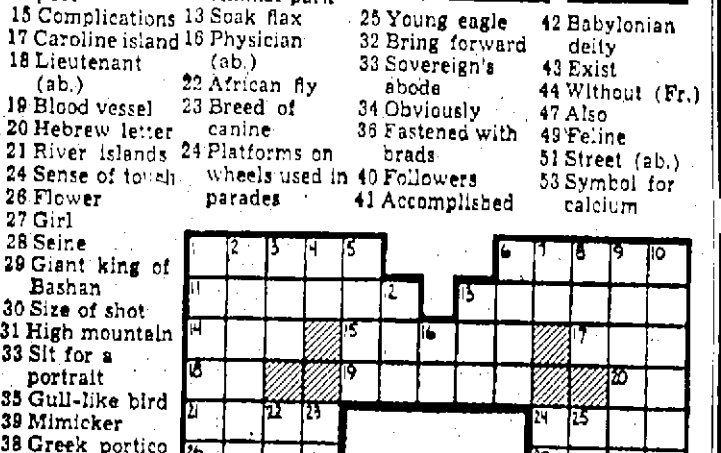 15 Complications
17 Caroline island
18 Lieutenant
(ab.)
19 Blood vessel
20 Hebrew letter
21 River islands
24 Sense of touch
26 Flower
27 Girl
28 Seine
29 Giant king of
Bashan
30 Size of shot
31 High mountain
33 Sit for a
portrait
35 Gull-like bird
39 Mimicker
38 Greek portico
13 Soak flax
16 Physician
(ab.)
22 African fly
23 Breed of
canine
24 Platforms on
wheels used in
parades
25 Young eagle
32 Bring forward
33 Sovereign's
abode
34 Obviously
36 Fastened with
brads
40 Followers
41 Accomplished
42 Babylonian
deity
43 Exist
44 Without (Fr.)
47 Also
49 Feline
51 Street (ab.)
53 Symbol for
calcium
1 2 3 4 5 6 7 8 9 10
11 12 13
14 15 16 17
18 19 20
21 22 23 24 25
26